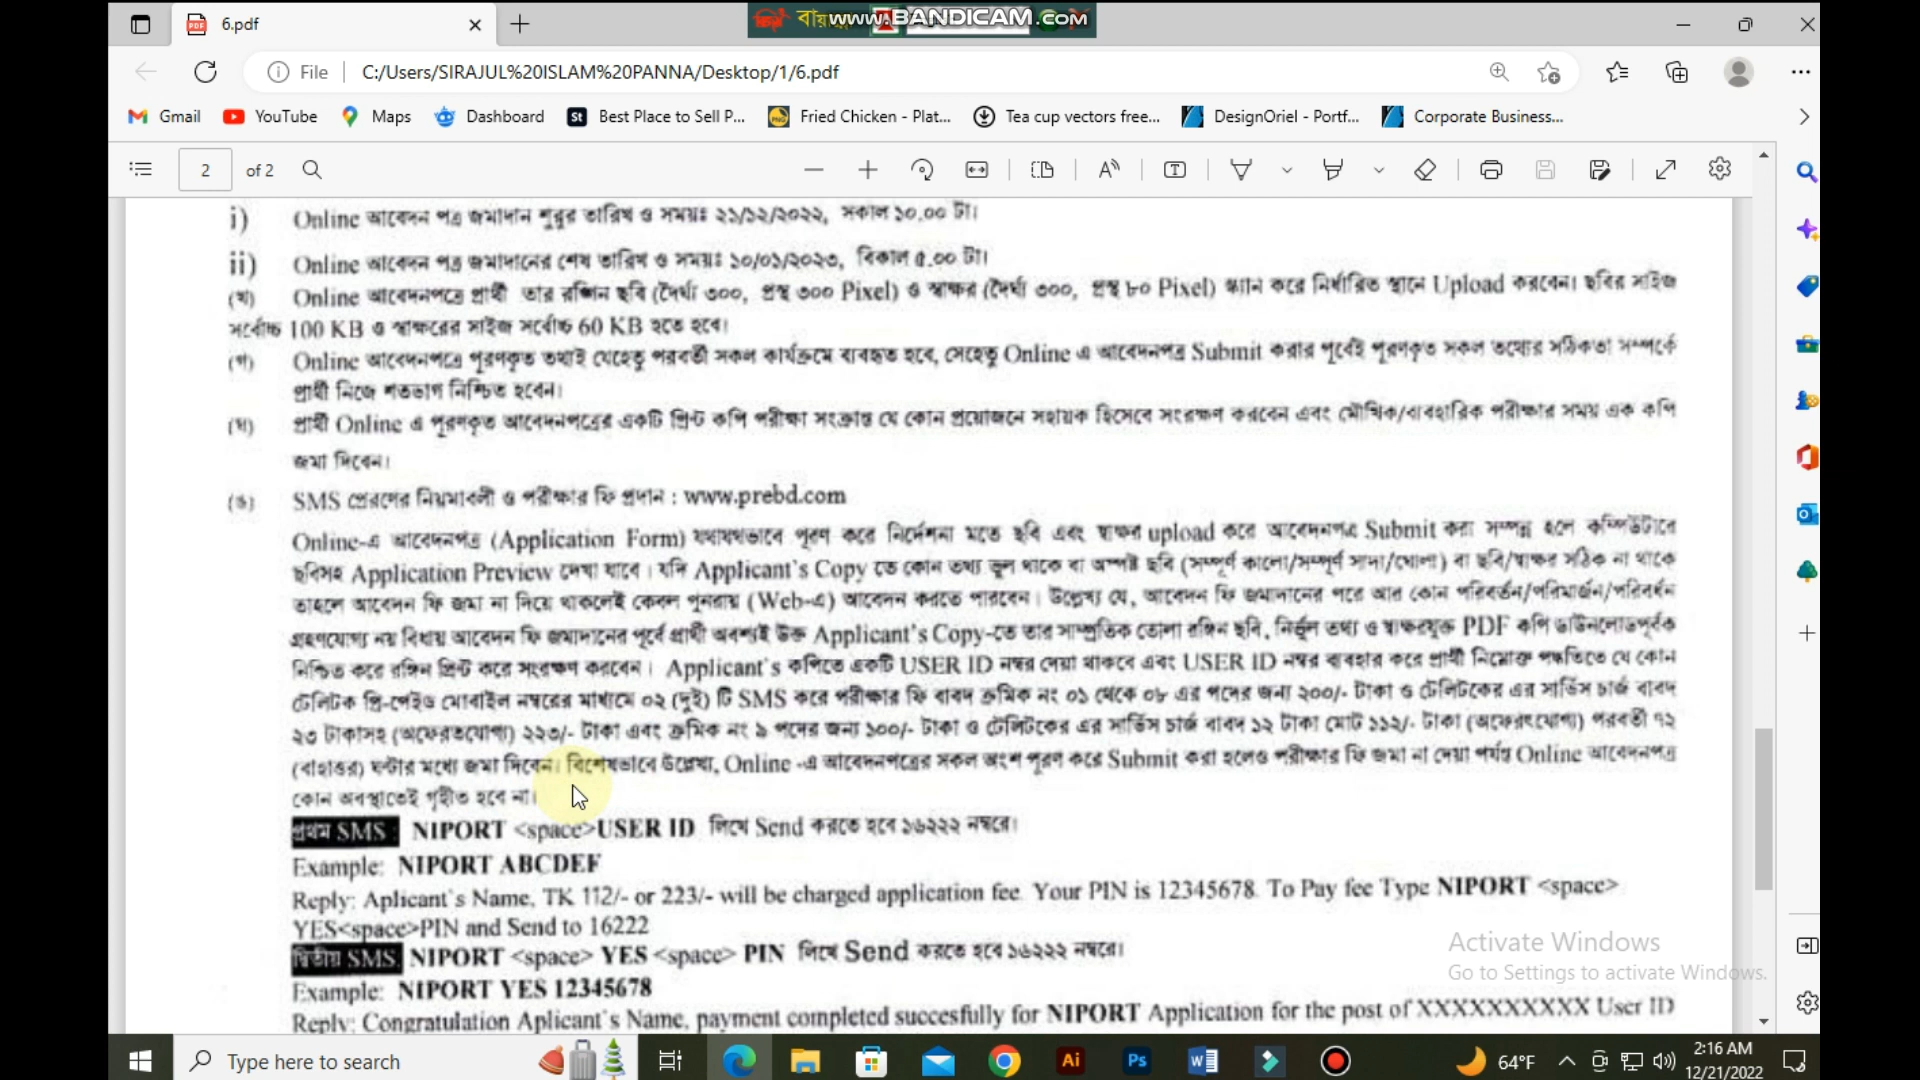 6.pdf
বায়
www.BANDICAM.com
File
C:/Users/SIRAJUL%20ISLAM%20PANNA/Desktop/1/6.pdf
Gmail
YouTube
Maps
Dashboard
Best Place to Sell P...
Fried Chicken - Plat...
Tea cup vectors free...
DesignOriel - Portf...
Corporate Business...
2 of 2
i) Online আবেদন পত্র জমাদান শুরুর তারিখ ও সময়ঃ ২১/১২/২০২২, সকাল ১০.০০ টা।
ii) Online আবেদন পত্র জমাদানের শেষ তারিখ ও সময়ঃ ১০/০১/২০২৩, বিকাল ৫.০০ টা।
(খ) Online আবেদনপত্রে প্রার্থী তার রঙ্গিন ছবি (দৈর্ঘ্য ৩০০, প্রস্থ ৩০০ Pixel) ও স্বাক্ষর (দৈর্ঘ্য ৩০০, প্রস্থ ৮০ Pixel) স্ক্যান করে নির্ধারিত স্থানে Upload করবেন। ছবির সাইজ
সর্বোচ্চ 100 KB ও স্বাক্ষরের সাইজ সর্বোচ্চ 60 KB হতে হবে।
(গ) Online আবেদনপত্রে পূরণকৃত তথ্যই যেহেতু পরবর্তী সকল কার্যক্রমে ব্যবহৃত হবে, সেহেতু Online এ আবেদনপত্র Submit করার পূর্বেই পূরণকৃত সকল তথ্যের সঠিকতা সম্পর্কে
প্রার্থী নিজে শতভাগ নিশ্চিত হবেন।
(ঘ) প্রার্থী Online এ পূরণকৃত আবেদনপত্রের একটি প্রিন্ট কপি পরীক্ষা সংক্রান্ত যে কোন প্রয়োজনে সহায়ক হিসেবে সংরক্ষণ করবেন এবং মৌখিক/ব্যবহারিক পরীক্ষার সময় এক কপি
জমা দিবেন।
(ঙ) SMS প্রেরণের নিয়মাবলী ও পরীক্ষার ফি প্রদান : www.prebd.com
Online-এ আবেদনপত্র (Application Form) যথাযথভাবে পূরণ করে নির্দেশনা মতে ছবি এবং স্বাক্ষর upload করে আবেদনপত্র Submit করা সম্পন্ন হলে কম্পিউটারে
ছবিসহ Application Preview দেখা যাবে। যদি Applicant's Copy তে কোন তথ্য ভুল থাকে বা অস্পষ্ট ছবি (সম্পূর্ণ কালো/সম্পূর্ণ সাদা/ঘোলা) বা ছবি/স্বাক্ষর সঠিক না থাকে
তাহলে আবেদন ফি জমা না দিয়ে থাকলেই কেবল পুনরায় (Web-এ) আবেদন করতে পারবেন। উল্লেখ্য যে, আবেদন ফি জমাদানের পরে আর কোন পরিবর্তন/পরিমার্জন/পরিবর্ধন
গ্রহণযোগ্য নয় বিধায় আবেদন ফি জমাদানের পূর্বে প্রার্থী অবশ্যই উক্ত Applicant's Copy-তে তার সাম্প্রতিক তোলা রঙ্গিন ছবি, নির্ভুল তথ্য ও স্বাক্ষরযুক্ত PDF কপি ডাউনলোডপূর্বক
নিশ্চিত করে রঙ্গিন প্রিন্ট করে সংরক্ষণ করবেন। Applicant's কপিতে একটি USER ID নম্বর দেয়া থাকবে এবং USER ID নম্বর ব্যবহার করে প্রার্থী নিম্নোক্ত পদ্ধতিতে যে কোন
টেলিটক প্রি-পেইড মোবাইল নম্বরের মাধ্যমে ০২ (দুই) টি SMS করে পরীক্ষার ফি বাবদ ক্রমিক নং ০১ থেকে ০৮ এর পদের জন্য ২০০/- টাকা ও টেলিটকের এর সার্ভিস চার্জ বাবদ
২৩ টাকাসহ (অফেরতযোগ্য) ২২৩/- টাকা এবং ক্রমিক নং ৯ পদের জন্য ১০০/- টাকা ও টেলিটকের এর সার্ভিস চার্জ বাবদ ১২ টাকা মোট ১১২/- টাকা (অফেরৎযোগ্য) পরবর্তী ৭২
(বাহাত্তর) ঘন্টার মধ্যে জমা দিবেন। বিশেষভাবে উল্লেখ্য, Online -এ আবেদনপত্রের সকল অংশ পূরণ করে Submit করা হলেও পরীক্ষার ফি জমা না দেয়া পর্যন্ত Online আবেদনপত্র
কোন অবস্থাতেই গৃহীত হবে না।
প্রথম SMS : NIPORT <space>USER ID লিখে Send করতে হবে ১৬২২২ নম্বরে।
Example: NIPORT ABCDEF
Reply: Aplicant's Name, TK 112/- or 223/- will be charged application fee. Your PIN is 12345678. To Pay fee Type NIPORT <space>
YES<space>PIN and Send to 16222
দ্বিতীয় SMS: NIPORT <space> YES <space> PIN লিখে Send করতে হবে ১৬২২২ নম্বরে।
Example: NIPORT YES 12345678
Reply: Congratulation Aplicant's Name, payment completed succesfully for NIPORT Application for the post of XXXXXXXXXX User ID
Activate Windows
Go to Settings to activate Windows.
Type here to search
64°F
2:16 AM
12/21/2022